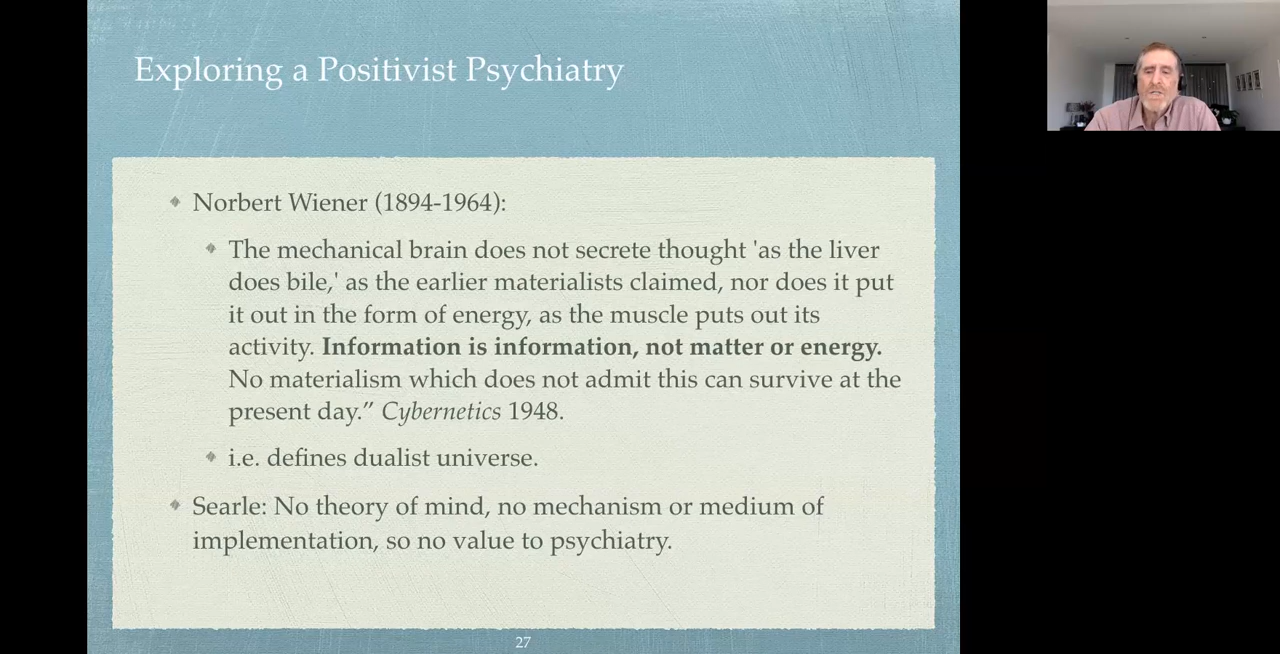 Exploring a Positivist Psychiatry
Norbert Wiener (1894-1964):
The mechanical brain does not secrete thought 'as the liver
does bile,' as the earlier materialists claimed, nor does it put
it out in the form of energy, as the muscle puts out its
activity. Information is information, not matter or energy.
No materialism which does not admit this can survive at the
present day.” Cybernetics 1948.
i.e. defines dualist universe.
Searle: No theory of mind, no mechanism or medium of
implementation, so no value to psychiatry.
27